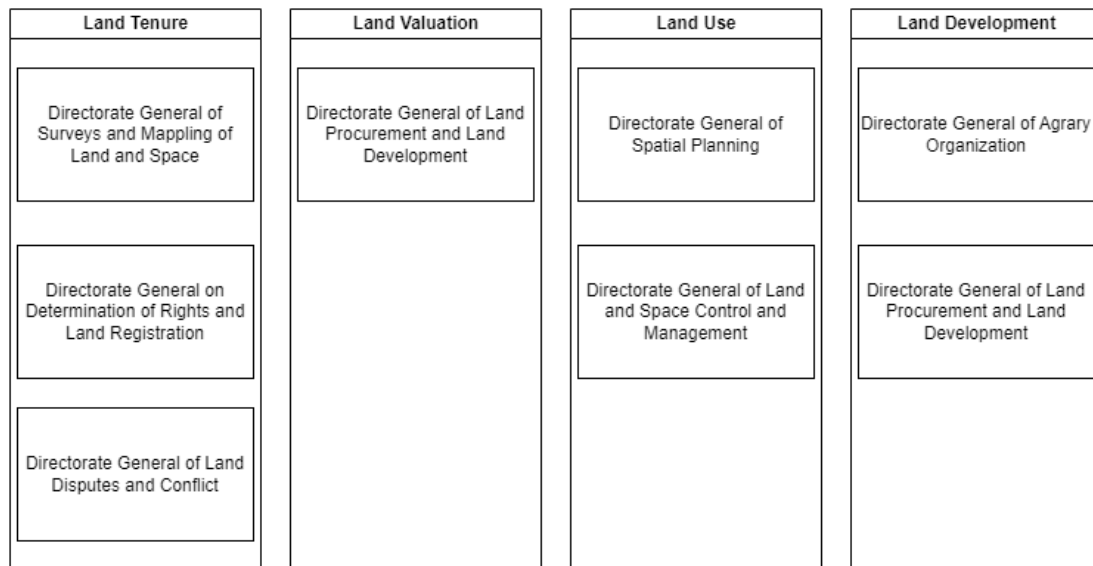 Land Tenure
Directorate General of
Surveys and Mappling of
Land and Space
Directorate General on
Determination of Rights and
Land Registration
Directorate General of Land
Disputes and Conflict
Land Valuation
Directorate General of Land
Procurement and Land
Development
Land Use
Directorate General of
Spatial Planning
Directorate General of Land
and Space Control and
Management
Land Development
Directorate General of Agrary
Organization
Directorate General of Land
Procurement and Land
Development